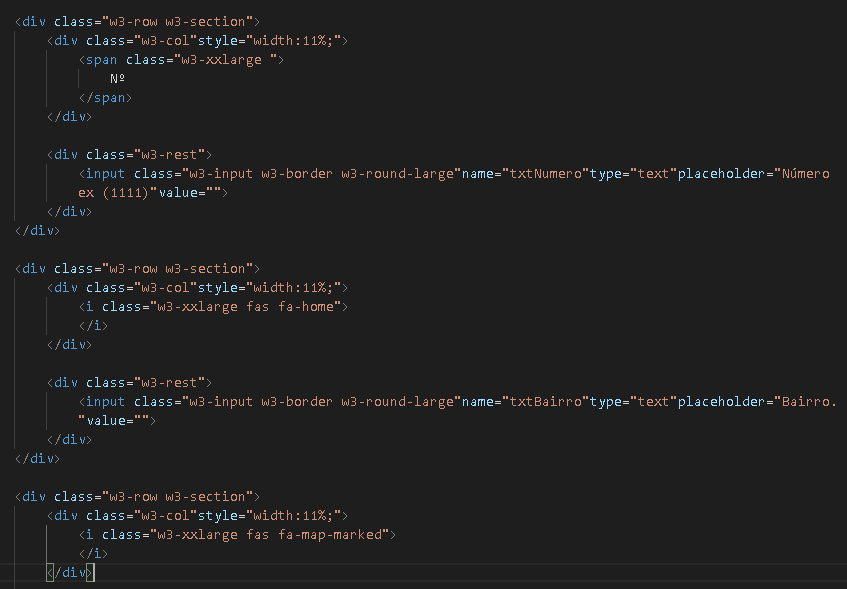 <div class="w3-row w3-section">
<div class="w3-col"style="width:11%;">
<span class="w3-xxlarge ">
Nº
</span>
</div>
<div class="w3-rest">
<input class="w3-input w3-border w3-round-large"name="txtNumero"type="text"placeholder="Número
ex (1111)"value="">
</div>
</div>
<div class="w3-row w3-section">
<div class="w3-col"style="width:11%;">
<i class="w3-xxlarge fas fa-home">
</i>
</div>
<div class="w3-rest">
<input class="w3-input w3-border w3-round-large"name="txtBairro"type="text"placeholder="Bairro.
"value="">
</div>
</div>
<div class="w3-row w3-section">
<div class="w3-col"style="width:11%;">
<i class="w3-xxlarge fas fa-map-marked">
</i>
</div>